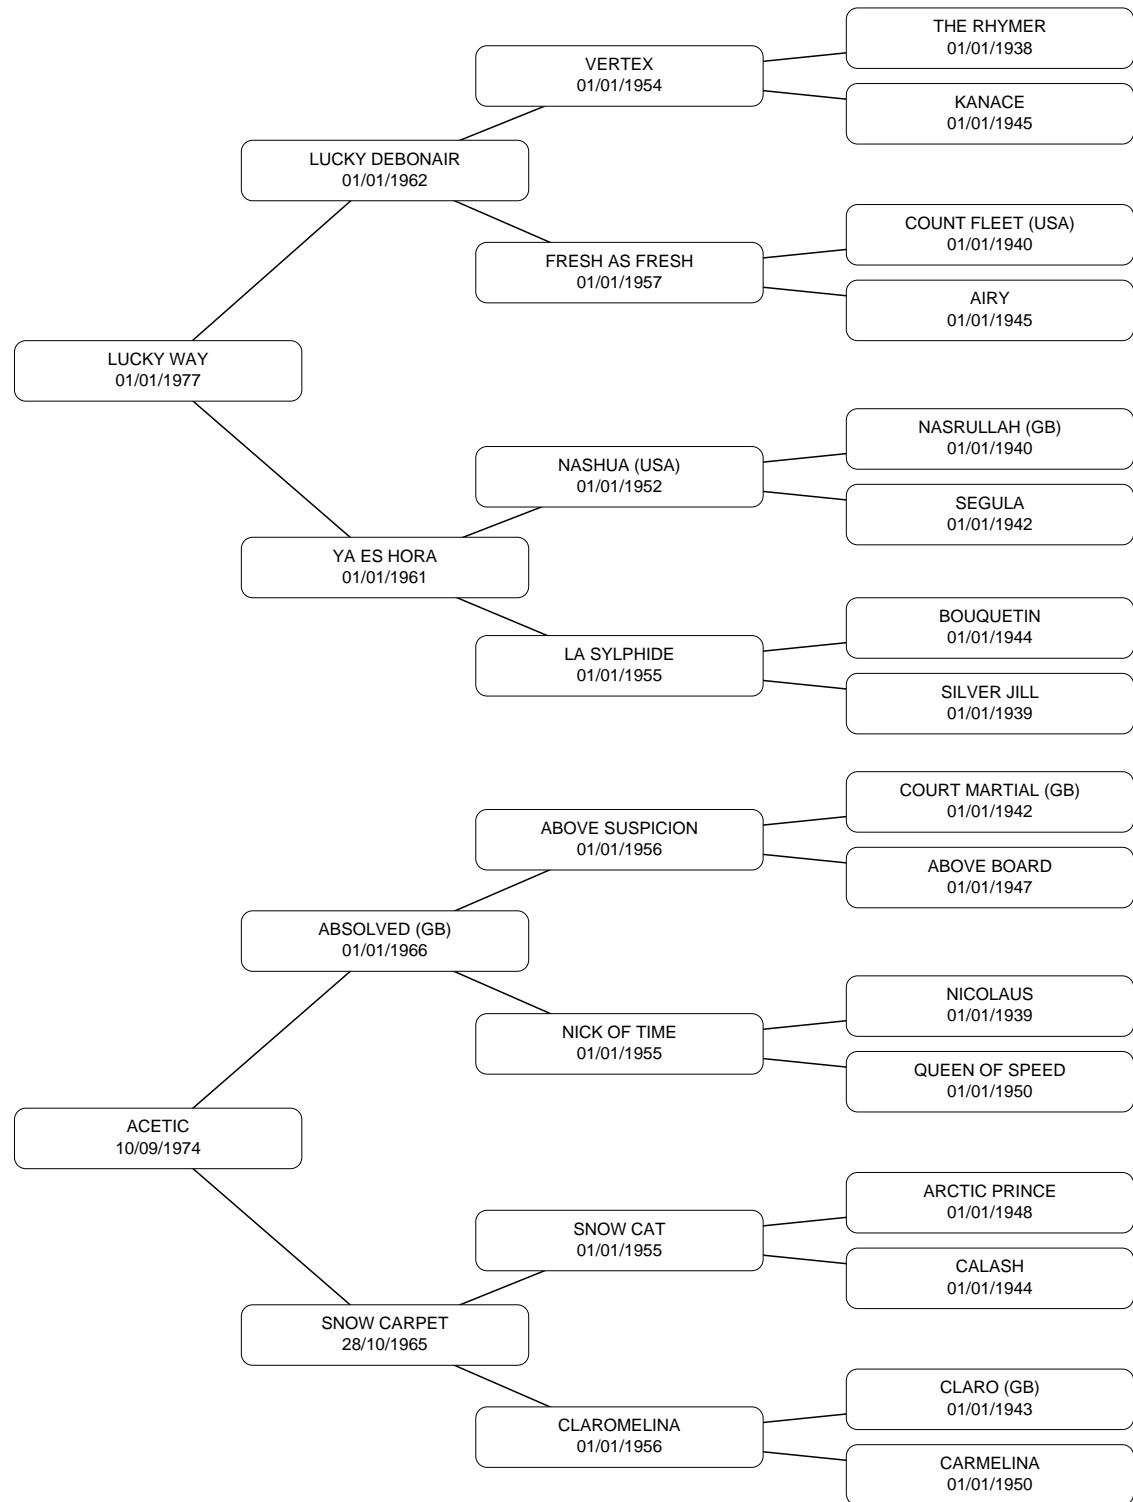 THE RHYMER
01/01/1938
VERTEX
01/01/1954
KANACE
01/01/1945
LUCKY DEBONAIR
01/01/1962
COUNT FLEET (USA)
01/01/1940
FRESH AS FRESH
01/01/1957
AIRY
01/01/1945
LUCKY WAY
01/01/1977
NASRULLAH (GB)
01/01/1940
NASHUA (USA)
01/01/1952
SEGULA
01/01/1942
YA ES HORA
01/01/1961
BOUQUETIN
01/01/1944
LA SYLPHIDE
01/01/1955
SILVER JILL
01/01/1939
COURT MARTIAL (GB)
01/01/1942
ABOVE SUSPICION
01/01/1956
ABOVE BOARD
01/01/1947
ABSOLVED (GB)
01/01/1966
NICOLAUS
01/01/1939
NICK OF TIME
01/01/1955
QUEEN OF SPEED
01/01/1950
ACETIC
10/09/1974
ARCTIC PRINCE
01/01/1948
SNOW CAT
01/01/1955
CALASH
01/01/1944
SNOW CARPET
28/10/1965
CLARO (GB)
01/01/1943
CLAROMELINA
01/01/1956
CARMELINA
01/01/1950